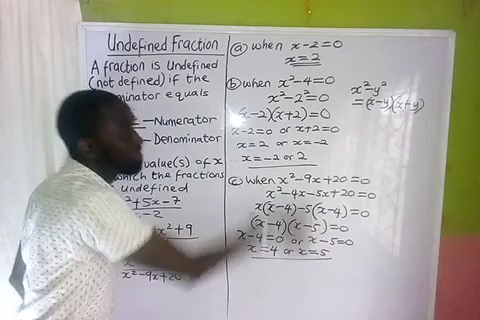 Undefined Fraction
A fraction is Undefined
(not defined) if the
equals
—Numerator
—Denominator
value(s) of x
which the fractions
undefined
x²+5x-7
-2
x²+9
x²-9x+20
(a) when x-2=0
x=2
(b) when x²-4=0
x²-2²=0
(x-2)(x+2)=0
x-2=0 or x+2=0
x=2 or x=-2
x=-2 or 2
(c) When x²-9x+20=0
x²-4x-5x+20=0
x(x-4)-5(x-4)=0
(x-4)(x-5)=0
x-4=0 or x-5=0
x=4 or x=5
x²-y²
=(x-y)(x+y)